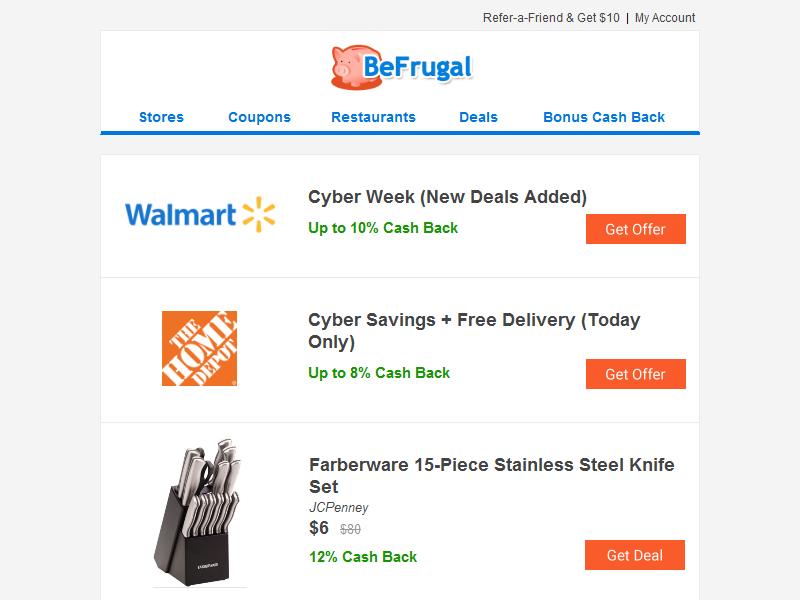 Refer-a-Friend & Get $10 | My Account
BeFrugal
Stores Coupons Restaurants Deals Bonus Cash Back
Walmart
Cyber Week (New Deals Added)
Up to 10% Cash Back
Get Offer
THE HOME DEPOT
Cyber Savings + Free Delivery (Today
Only)
Up to 8% Cash Back
Get Offer
Farberware 15-Piece Stainless Steel Knife
Set
JCPenney
$6 $80
12% Cash Back
Get Deal